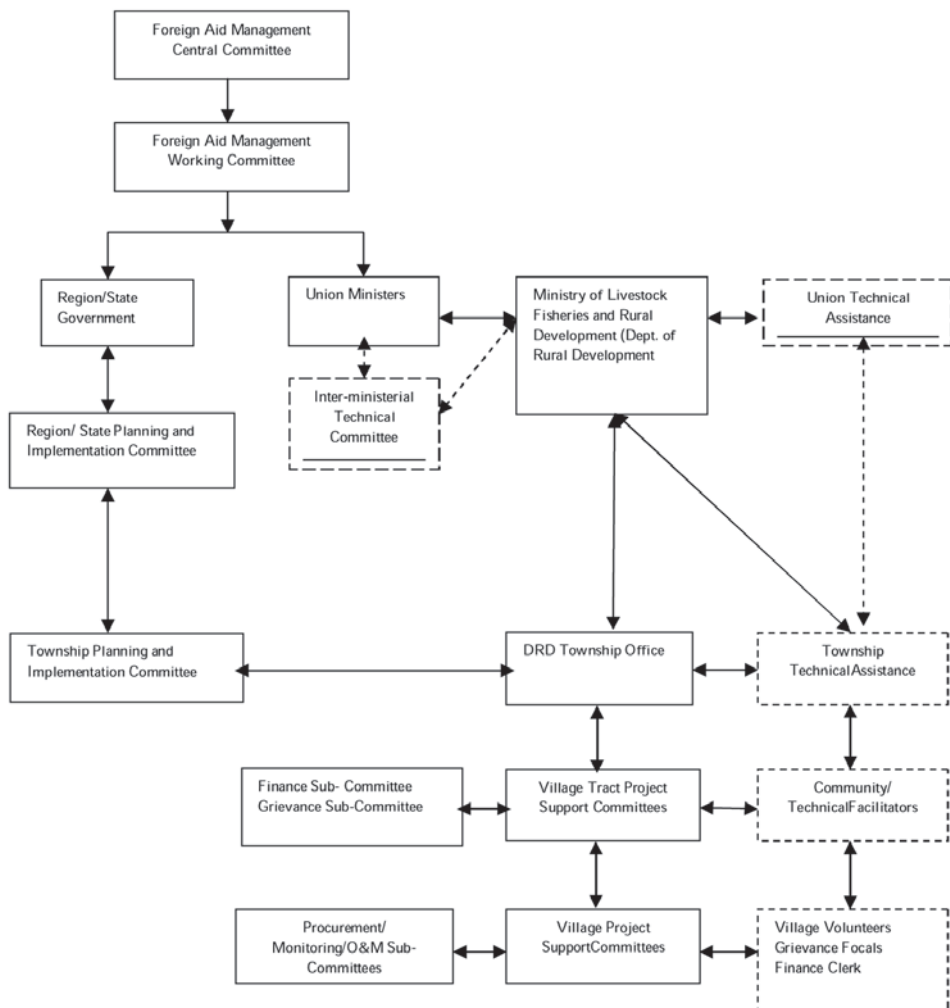 Foreign Aid Management
Central Committee
Foreign Aid Management
Working Committee
Region/State
Government
Union Ministers
Ministry of Livestock
Fisheries and Rural
Development (Dept. of
Rural Development
Union Technical
Assistance
Inter-ministerial
Technical
Committee
Region/ State Planning and
Implementation Committee
Township Planning and
Implementation Committee
DRD Township Office
Township
TechnicalAssistance
Finance Sub- Committee
Grievance Sub-Committee
Village Tract Project
Support Committees
Community/
TechnicalFacilitators
Procurement/
Monitoring/O&M Sub-
Committees
Village Project
SupportCommittees
Village Volunteers
Grievance Focals
Finance Clerk